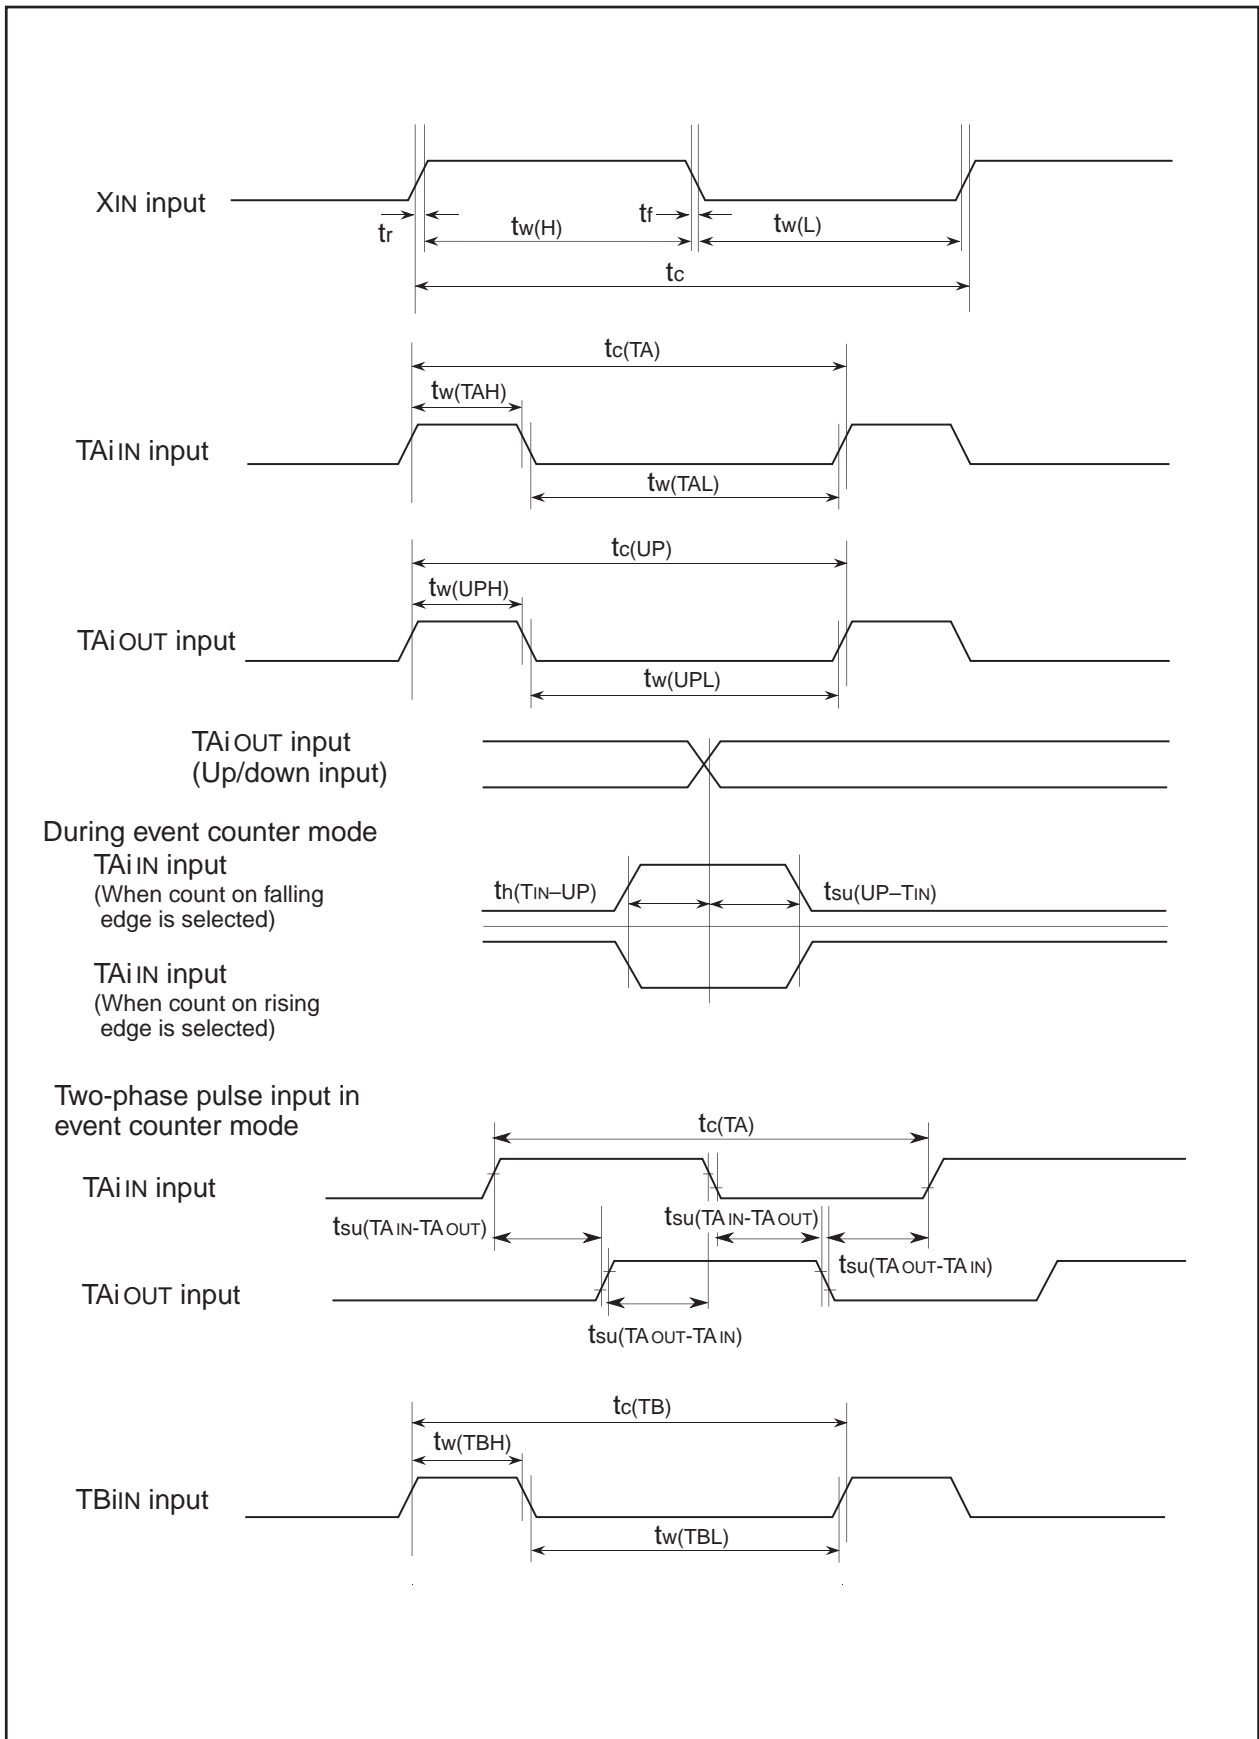 XIN input
tr
tw(H)
tf
tw(L)
tc
tc(TA)
tw(TAH)
TAiIN input
tw(TAL)
tc(UP)
tw(UPH)
TAiOUT input
tw(UPL)
TAiOUT input
(Up/down input)
During event counter mode
TAiIN input
(When count on falling
edge is selected)
th(TIN–UP)
tsu(UP–TIN)
TAiIN input
(When count on rising
edge is selected)
Two-phase pulse input in
event counter mode
tc(TA)
TAiIN input
tsu(TAIN-TAOUT)
tsu(TAIN-TAOUT)
tsu(TAOUT-TAIN)
TAiOUT input
tsu(TAOUT-TAIN)
tc(TB)
tw(TBH)
TBiIN input
tw(TBL)